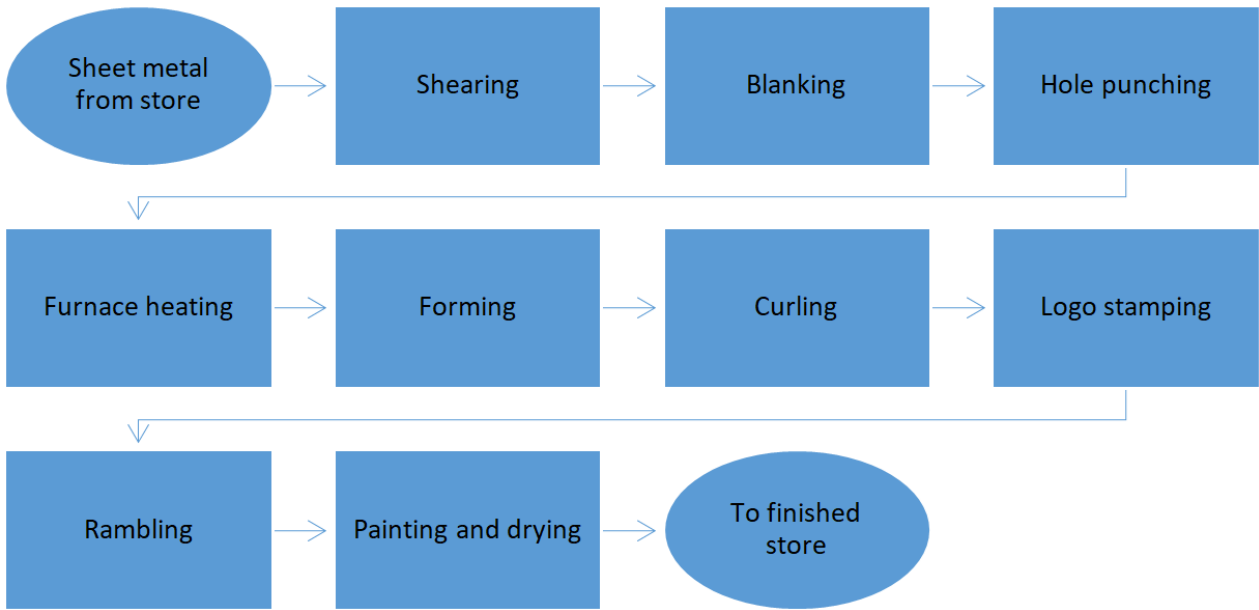 Sheet metal
from store
Shearing
Blanking
Hole punching
Furnace heating
Forming
Curling
Logo stamping
Rambling
Painting and drying
To finished
store